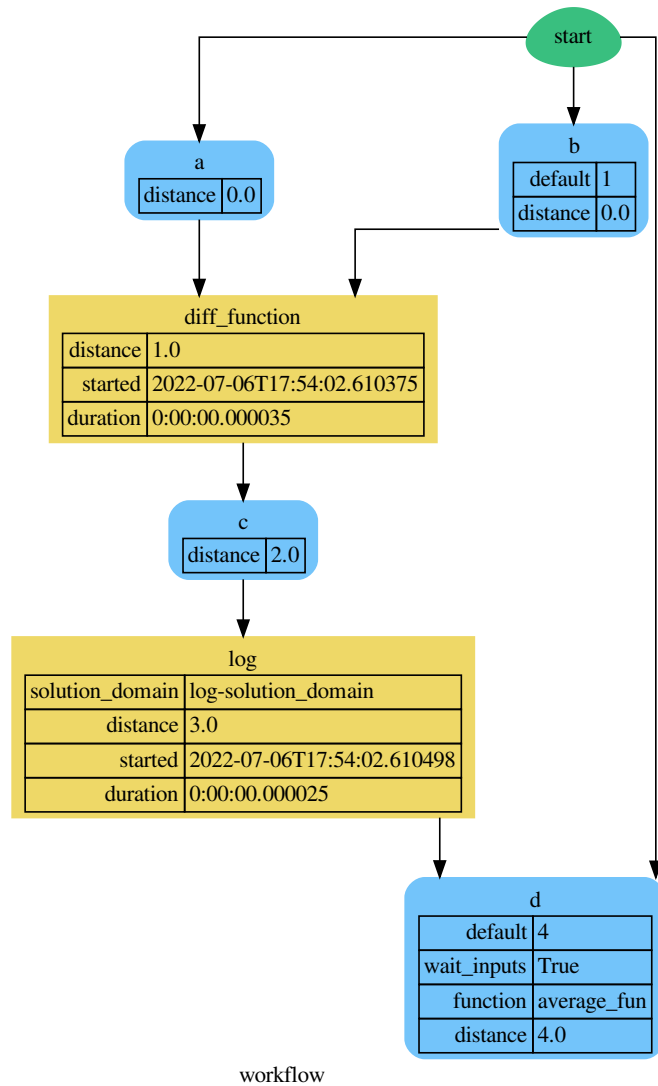 start
a
distance 0.0
b
default 1
distance 0.0
diff_function
distance 1.0
started 2022-07-06T17:54:02.610375
duration 0:00:00.000035
c
distance 2.0
log
solution_domain log-solution_domain
distance 3.0
started 2022-07-06T17:54:02.610498
duration 0:00:00.000025
d
default 4
wait_inputs True
function average_fun
distance 4.0
workflow